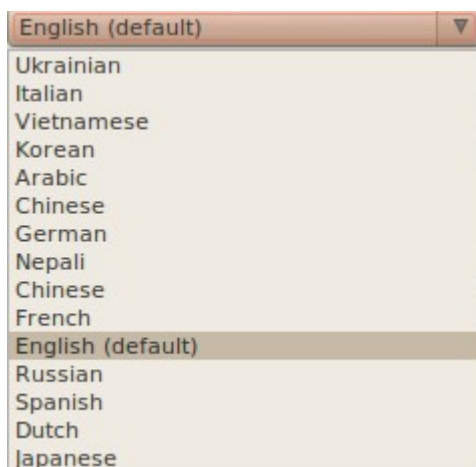 English (default)
Ukrainian
Italian
Vietnamese
Korean
Arabic
Chinese
German
Nepali
Chinese
French
English (default)
Russian
Spanish
Dutch
Japanese